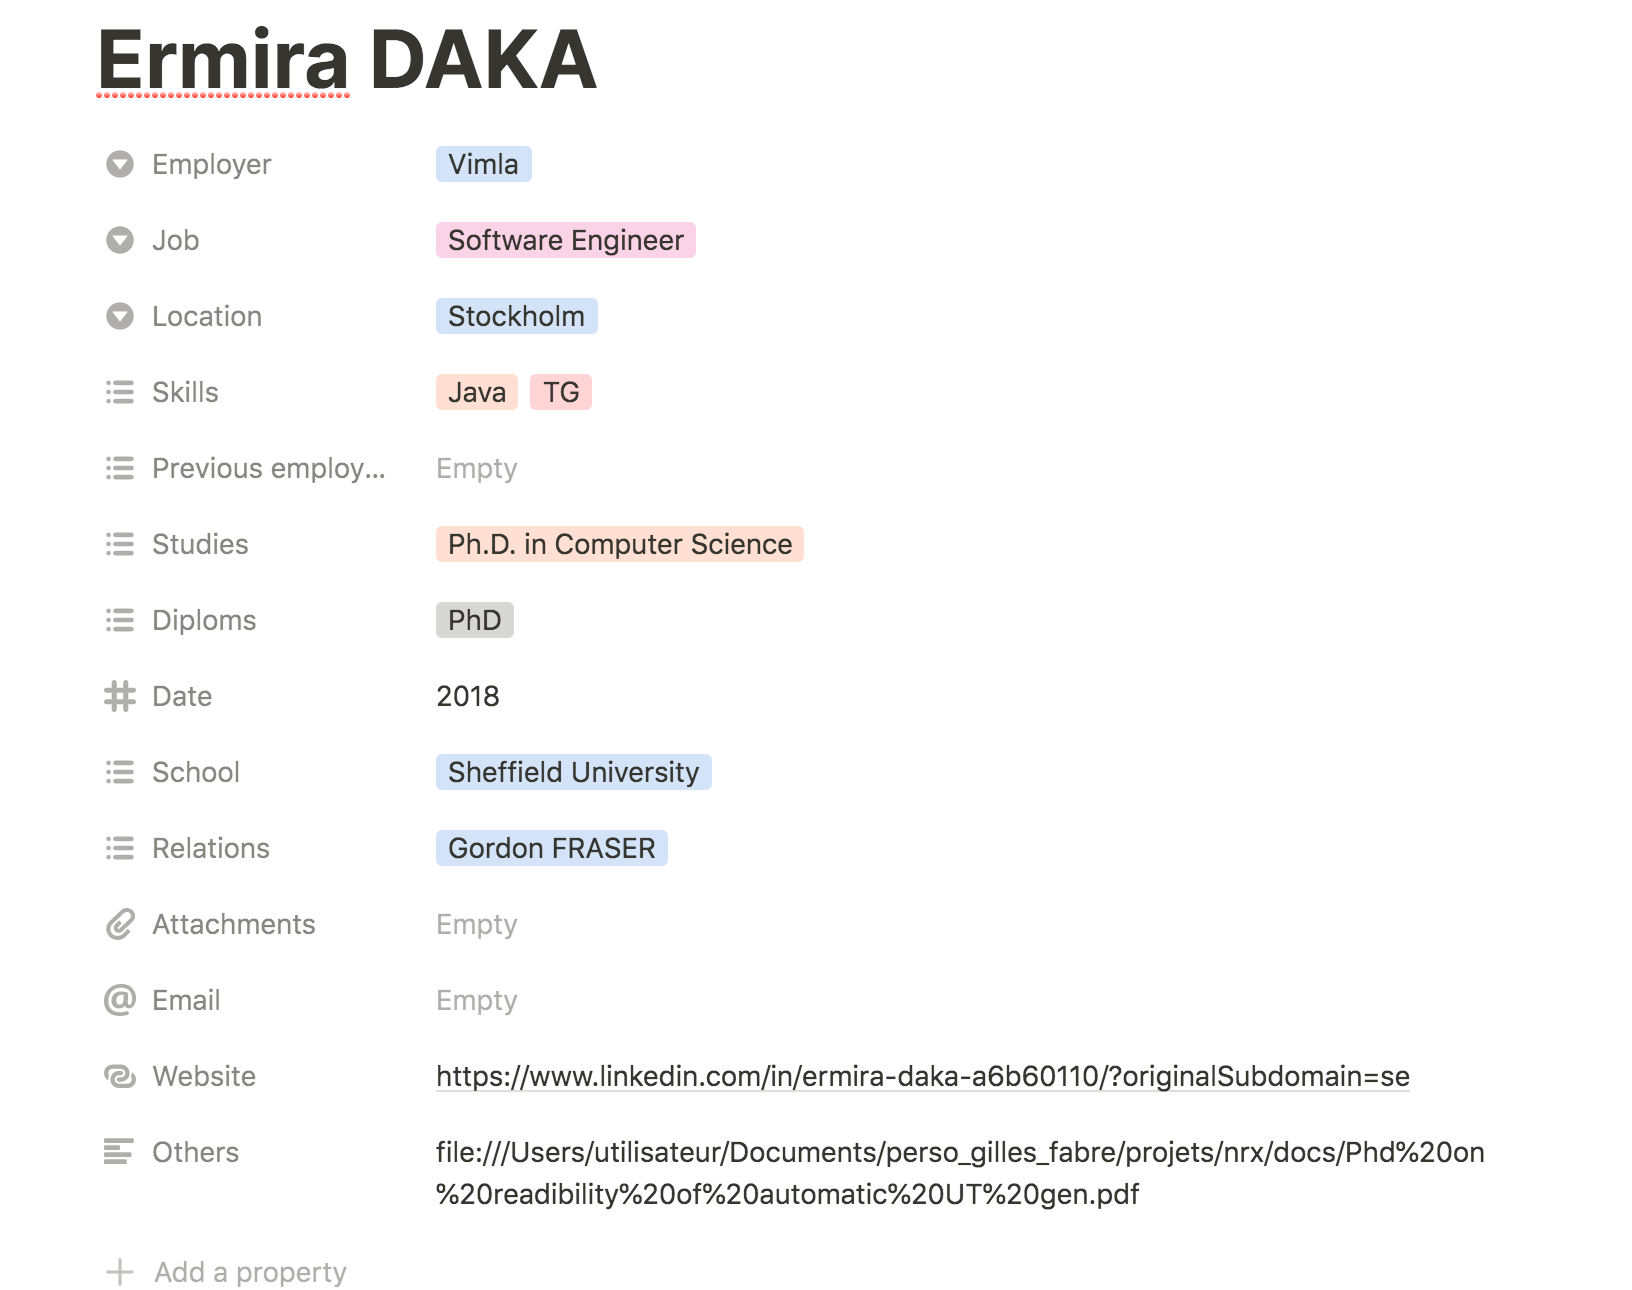 Ermira DAKA
Employer Vimla
Job Software Engineer
Location Stockholm
Skills Java TG
Previous employ... Empty
Studies Ph.D. in Computer Science
Diploms PhD
Date 2018
School Sheffield University
Relations Gordon FRASER
Attachments Empty
Email Empty
Website https://www.linkedin.com/in/ermira-daka-a6b60110/?originalSubdomain=se
Others file:///Users/utilisateur/Documents/perso_gilles_fabre/projets/nrx/docs/Phd%20on
%20readibility%20of%20automatic%20UT%20gen.pdf
Add a property